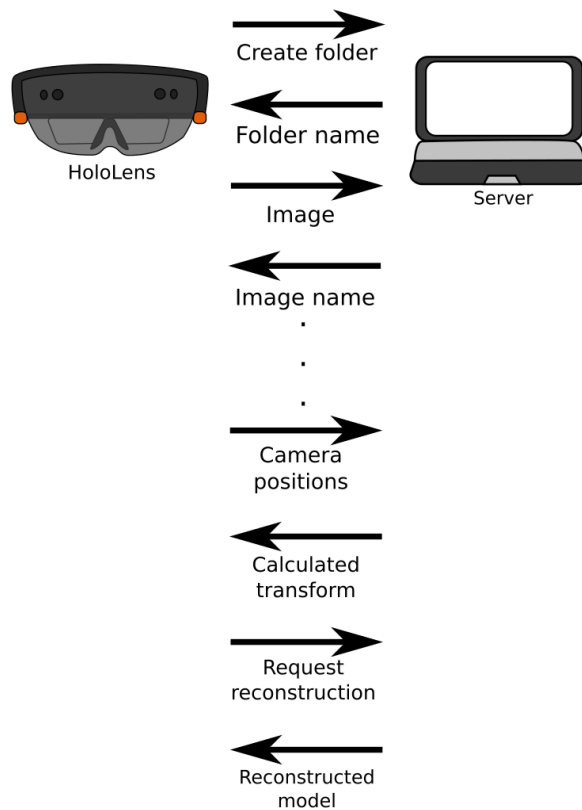 Create folder
Folder name
HoloLens
Server
Image
Image name
.
.
.
Camera
positions
Calculated
transform
Request
reconstruction
Reconstructed
model